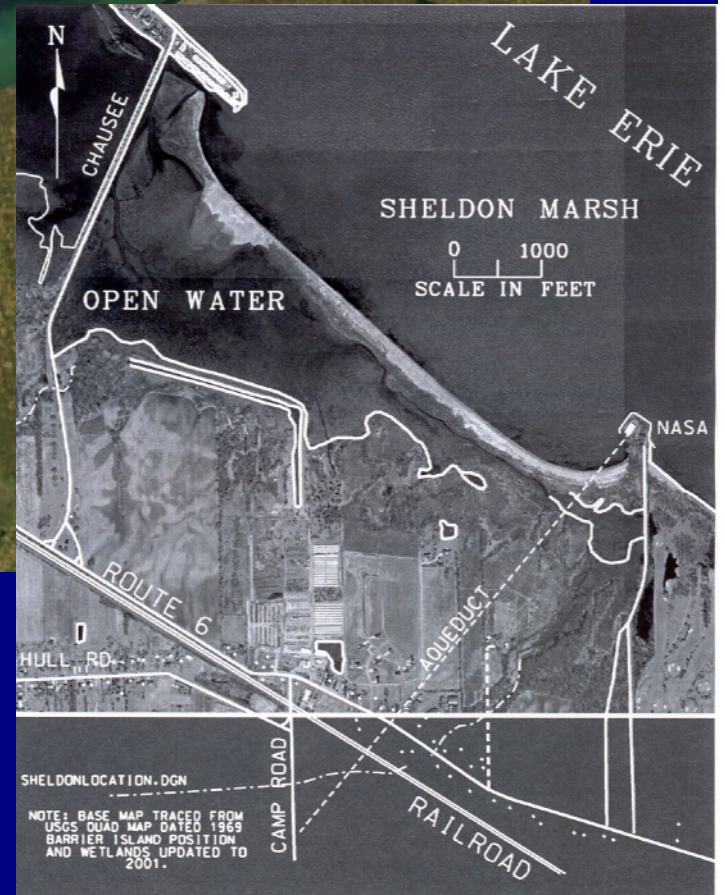 N
LAKE ERIE
CHAUSEE
SHELDON MARSH
0 1000
SCALE IN FEET
OPEN WATER
NASA
ROUTE 6
AQUEDUCT
HULL RD
SHELDONLOCATION.DGN
CAMP ROAD
RAILROAD
NOTE: BASE MAP TRACED FROM
USGS QUAD MAP DATED 1969
BARRIER ISLAND POSITION
AND WETLANDS UPDATED TO
2001.